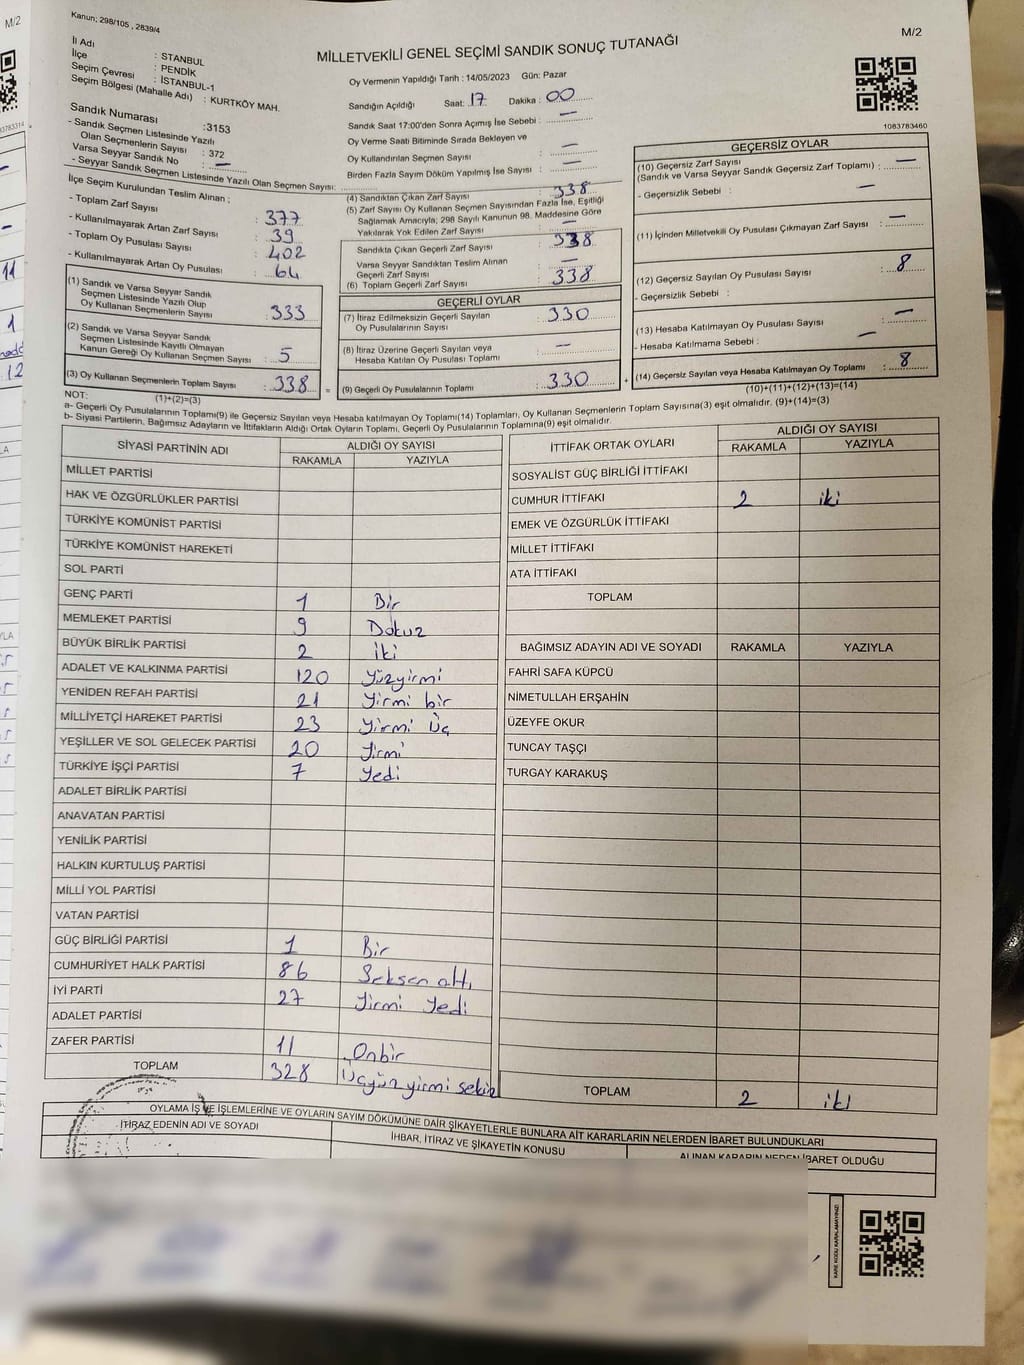 Kanun; 298/105 , 2839/4
M/2
MİLLETVEKİLİ GENEL SEÇİMİ SANDIK SONUÇ TUTANAĞI
İl Adı : İSTANBUL
İlçe : PENDİK
Seçim Çevresi : İSTANBUL-1
Seçim Bölgesi (Mahalle Adı) : KURTKÖY MAH.
Sandık Numarası :3153
- Sandık Seçmen Listesinde Yazılı
Olan Seçmenlerin Sayısı : 372
Varsa Seyyar Sandık No : —
- Seyyar Sandık Seçmen Listesinde Yazılı Olan Seçmen Sayısı:
Oy Vermenin Yapıldığı Tarih : 14/05/2023 Gün: Pazar
Sandığın Açıldığı Saat: 17 Dakika : 00
Sandık Saat 17:00'den Sonra Açımış İse Sebebi : —
Oy Verme Saati Bitiminde Sırada Bekleyen ve
Oy Kullandırılan Seçmen Sayısı : —
Birden Fazla Sayım Döküm Yapılmış İse Sayısı : —
1083783460
İlçe Seçim Kurulundan Teslim Alınan ;
- Toplam Zarf Sayısı : 377
- Kullanılmayarak Artan Zarf Sayısı : 39
- Toplam Oy Pusulası Sayısı : 402
- Kullanılmayarak Artan Oy Pusulası : 64
(1) Sandık ve Varsa Seyyar Sandık
Seçmen Listesinde Yazılı Olup
Oy Kullanan Seçmenlerin Sayısı : 333
(2) Sandık ve Varsa Seyyar Sandık
Seçmen Listesinde Kayıtlı Olmayan
Kanun Gereği Oy Kullanan Seçmen Sayısı : 5
(3) Oy Kullanan Seçmenlerin Toplam Sayısı : 338 =
(1)+(2)=(3)
(4) Sandıktan Çıkan Zarf Sayısı : 338
(5) Zarf Sayısı Oy Kullanan Seçmen Sayısından Fazla İse, Eşitliği
Sağlamak Amacıyla; 298 Sayılı Kanunun 98. Maddesine Göre
Yakılarak Yok Edilen Zarf Sayısı : —
Sandıkta Çıkan Geçerli Zarf Sayısı : 338
Varsa Seyyar Sandıktan Teslim Alınan
Geçerli Zarf Sayısı : —
(6) Toplam Geçerli Zarf Sayısı : 338
GEÇERLİ OYLAR
(7) İtiraz Edilmeksizin Geçerli Sayılan
Oy Pusulalarının Sayısı : 330
(8) İtiraz Üzerine Geçerli Sayılan veya
Hesaba Katılan Oy Pusulası Toplamı : —
(9) Geçerli Oy Pusulalarının Toplamı : 330 +
GEÇERSİZ OYLAR
(10) Geçersiz Zarf Sayısı
(Sandık ve Varsa Seyyar Sandık Geçersiz Zarf Toplamı) : —
- Geçersizlik Sebebi : —
(11) İçinden Milletvekili Oy Pusulası Çıkmayan Zarf Sayısı : —
(12) Geçersiz Sayılan Oy Pusulası Sayısı : 8
- Geçersizlik Sebebi :
(13) Hesaba Katılmayan Oy Pusulası Sayısı : —
- Hesaba Katılmama Sebebi : —
(14) Geçersiz Sayılan veya Hesaba Katılmayan Oy Toplamı : 8
(10)+(11)+(12)+(13)=(14)
NOT:
a- Geçerli Oy Pusulalarının Toplamı(9) ile Geçersiz Sayılan veya Hesaba katılmayan Oy Toplamı(14) Toplamları, Oy Kullanan Seçmenlerin Toplam Sayısına(3) eşit olmalıdır. (9)+(14)=(3)
b- Siyasi Partilerin, Bağımsız Adayların ve İttifakların Aldığı Ortak Oyların Toplamı, Geçerli Oy Pusulalarının Toplamına(9) eşit olmalıdır.
SİYASİ PARTİNİN ADI ALDIĞI OY SAYISI
RAKAMLA YAZIYLA
MİLLET PARTİSİ
HAK VE ÖZGÜRLÜKLER PARTİSİ
TÜRKİYE KOMÜNİST PARTİSİ
TÜRKİYE KOMÜNİST HAREKETİ
SOL PARTİ
GENÇ PARTİ 1 Bir
MEMLEKET PARTİSİ 9 Dokuz
BÜYÜK BİRLİK PARTİSİ 2 iki
ADALET VE KALKINMA PARTİSİ 120 Yüzyirmi
YENİDEN REFAH PARTİSİ 21 Yirmi bir
MİLLİYETÇİ HAREKET PARTİSİ 23 Yirmi Üç
YEŞİLLER VE SOL GELECEK PARTİSİ 20 Yirmi
TÜRKİYE İŞÇİ PARTİSİ 7 Yedi
ADALET BİRLİK PARTİSİ
ANAVATAN PARTİSİ
YENİLİK PARTİSİ
HALKIN KURTULUŞ PARTİSİ
MİLLİ YOL PARTİSİ
VATAN PARTİSİ
GÜÇ BİRLİĞİ PARTİSİ 1 Bir
CUMHURİYET HALK PARTİSİ 86 Seksen altı
İYİ PARTİ 27 Yirmi Yedi
ADALET PARTİSİ
ZAFER PARTİSİ 11 Onbir
TOPLAM 328 Üçyüz yirmi sekiz
İTTİFAK ORTAK OYLARI ALDIĞI OY SAYISI
RAKAMLA YAZIYLA
SOSYALİST GÜÇ BİRLİĞİ İTTİFAKI
CUMHUR İTTİFAKI 2 iki
EMEK VE ÖZGÜRLÜK İTTİFAKI
MİLLET İTTİFAKI
ATA İTTİFAKI
TOPLAM
BAĞIMSIZ ADAYIN ADI VE SOYADI RAKAMLA YAZIYLA
FAHRİ SAFA KÜPCÜ
NİMETULLAH ERŞAHİN
ÜZEYFE OKUR
TUNCAY TAŞÇI
TURGAY KARAKUŞ
TOPLAM 2 iki
OYLAMA İŞ VE İŞLEMLERİNE VE OYLARIN SAYIM DÖKÜMÜNE DAİR ŞİKAYETLERLE BUNLARA AİT KARARLARIN NELERDEN İBARET BULUNDUKLARI
İTİRAZ EDENİN ADI VE SOYADI
İHBAR, İTİRAZ VE ŞİKAYETİN KONUSU
ALINAN KARARIN NEDEN İBARET OLDUĞU
KARE KODU KARALAMAYINIZ!